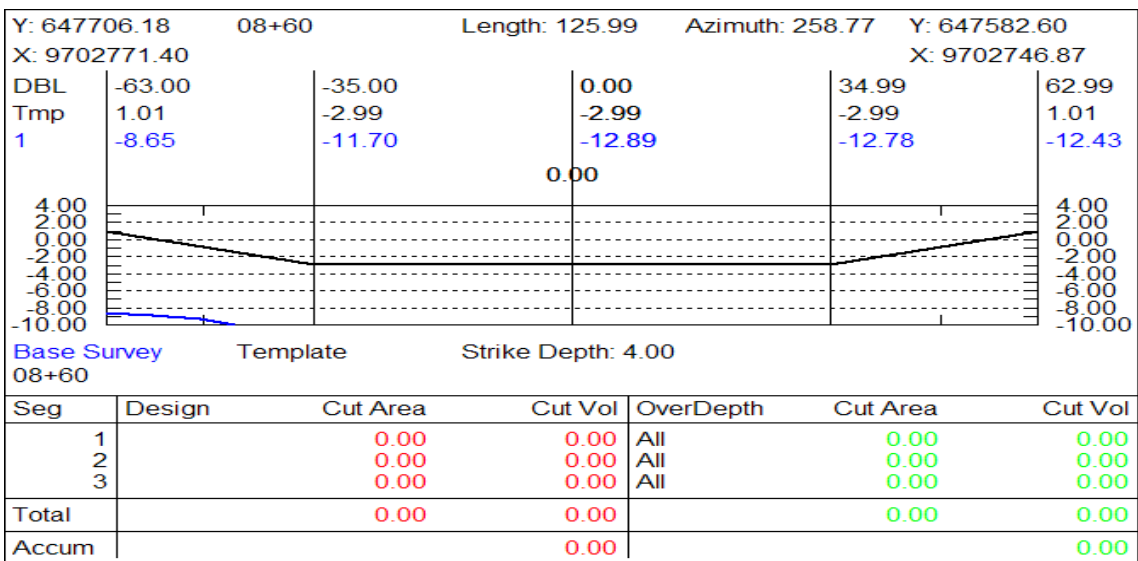 Y: 647706.18 08+60 Length: 125.99 Azimuth: 258.77 Y: 647582.60
X: 9702771.40 X: 9702746.87
DBL -63.00 -35.00 0.00 34.99 62.99
Tmp 1.01 -2.99 -2.99 -2.99 1.01
1 -8.65 -11.70 -12.89 -12.78 -12.43
0.00
4.00 4.00
2.00 2.00
0.00 0.00
-2.00 -2.00
-4.00 -4.00
-6.00 -6.00
-8.00 -8.00
-10.00 -10.00
Base Survey Template Strike Depth: 4.00
08+60
Seg Design Cut Area Cut Vol OverDepth Cut Area Cut Vol
1 0.00 0.00 All 0.00 0.00
2 0.00 0.00 All 0.00 0.00
3 0.00 0.00 All 0.00 0.00
Total 0.00 0.00 0.00 0.00
Accum 0.00 0.00